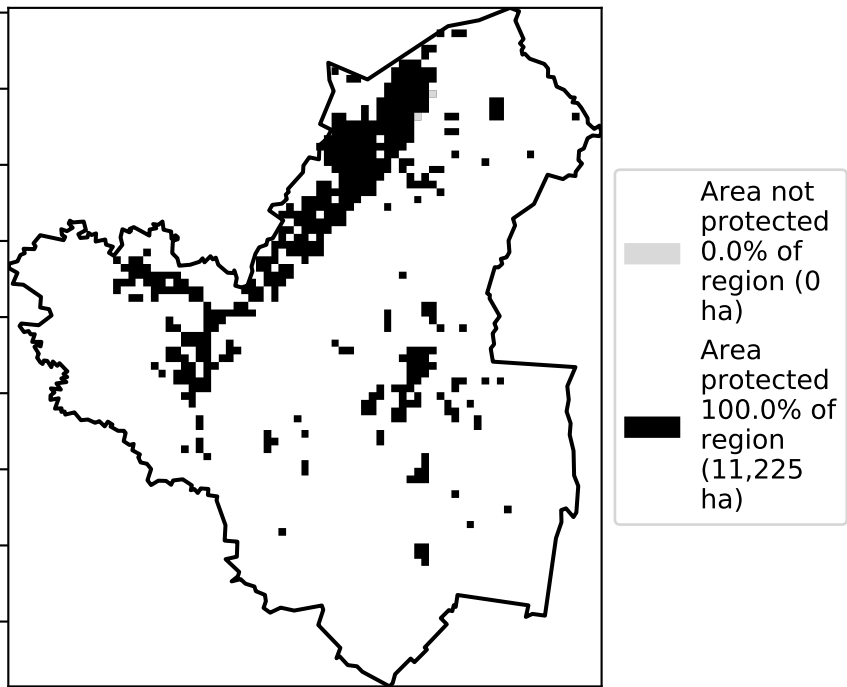 Area not
protected
0.0% of
region (0
ha)
Area
protected
100.0% of
region
(11,225
ha)